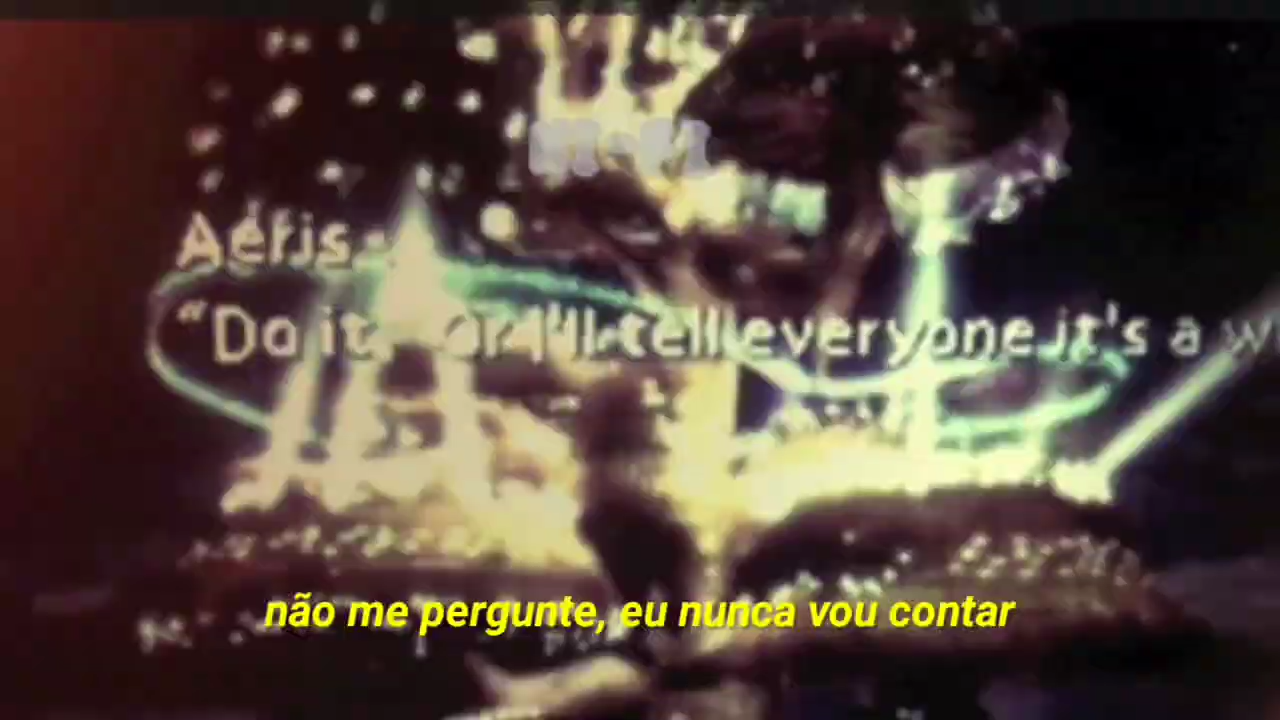 Aeris
“Do it. Or I'll tell everyone it's a
não me pergunte, eu nunca vou contar